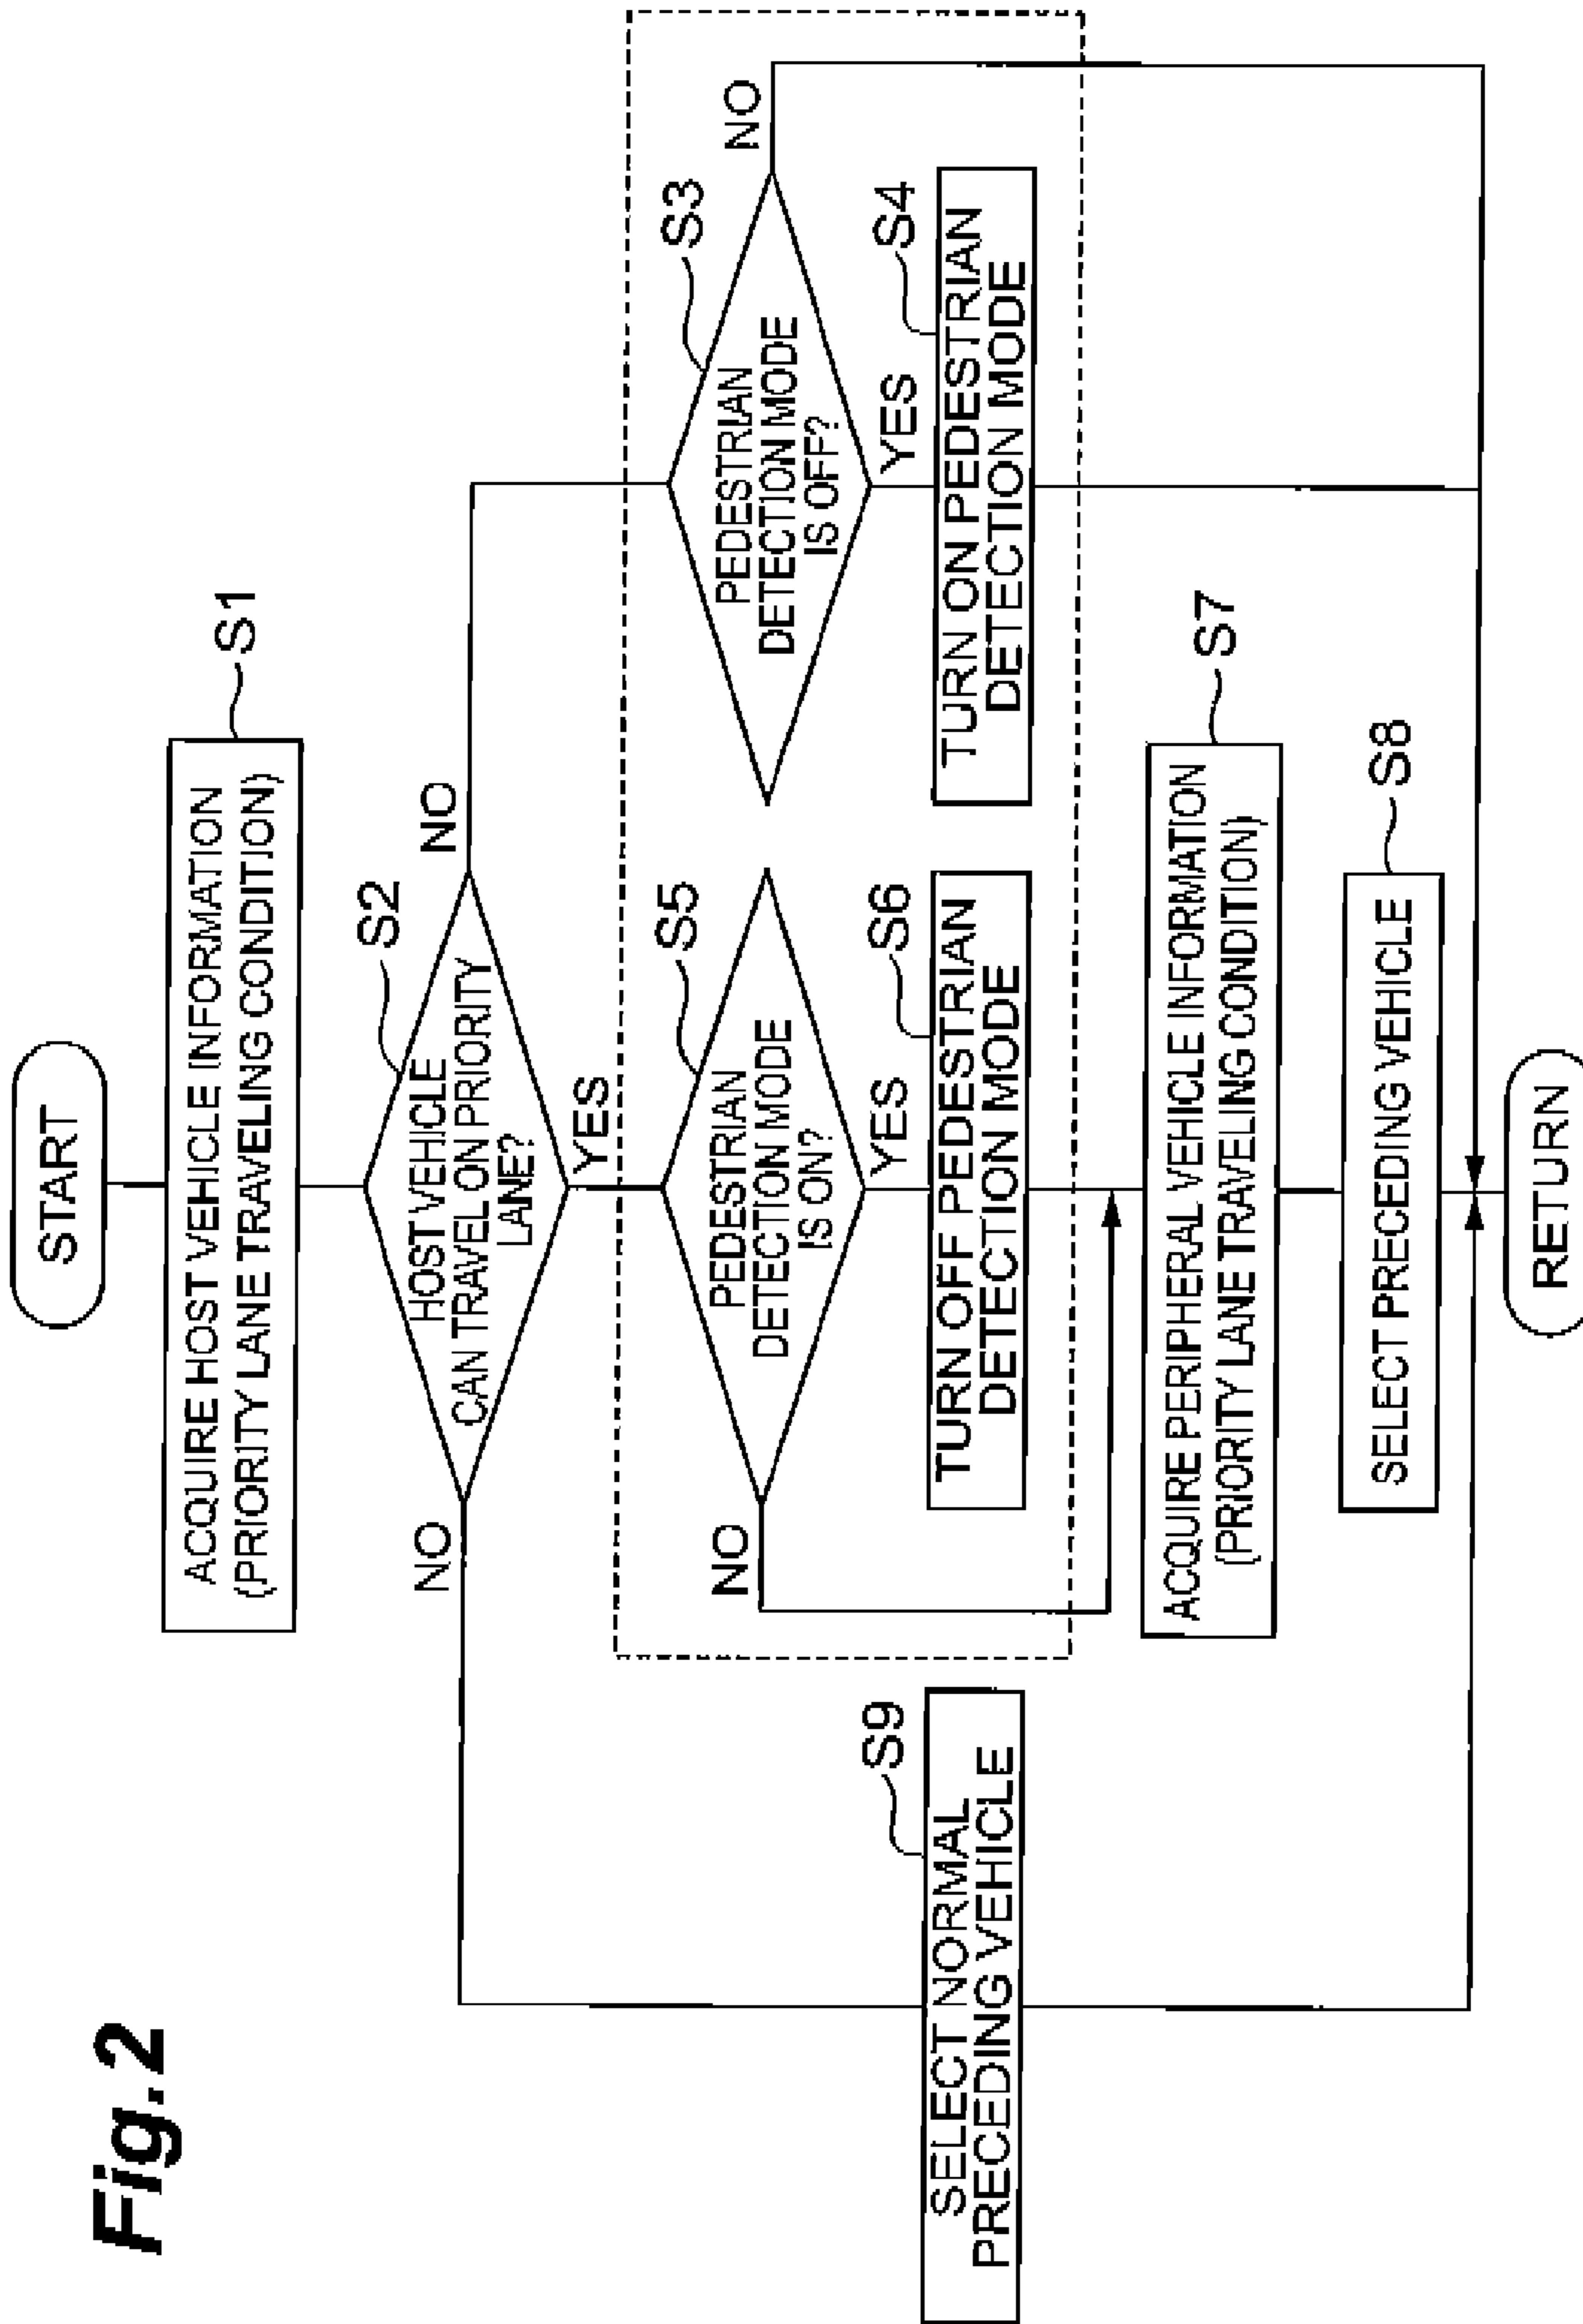 Fig.2
START
ACQUIRE HOST VEHICLE INFORMATION
(PRIORITY LANE TRAVELING CONDITION)
S1
HOST VEHICLE
CAN TRAVEL ON PRIORITY
LANE?
S2
NO
NO
YES
PEDESTRIAN
DETECTION MODE
IS ON?
S5
NO
YES
PEDESTRIAN
DETECTION MODE
IS OFF?
S3
NO
YES
SELECT NORMAL
PRECEDING VEHICLE
S9
TURN OFF PEDESTRIAN
DETECTION MODE
S6
TURN ON PEDESTRIAN
DETECTION MODE
S4
ACQUIRE PERIPHERAL VEHICLE INFORMATION
(PRIORITY LANE TRAVELING CONDITION)
S7
SELECT PRECEDING VEHICLE
S8
RETURN